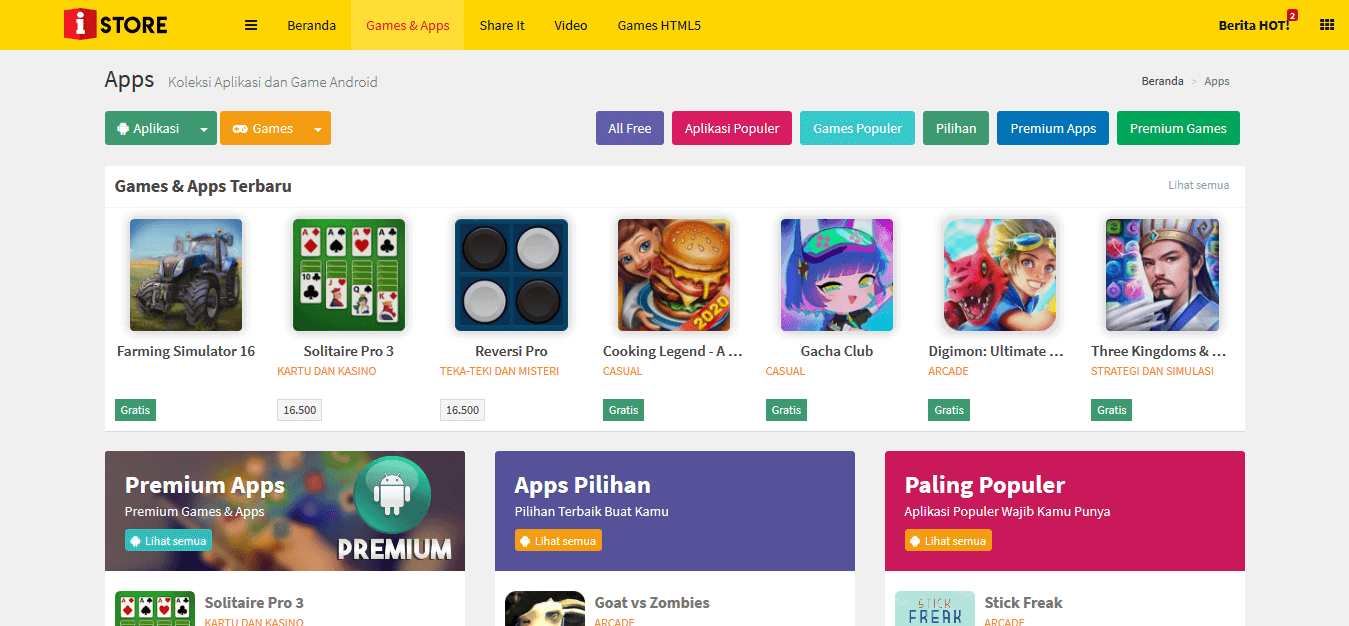 i STORE
Beranda
Games & Apps
Share It
Video
Games HTML5
Berita HOT!
2
Apps Koleksi Aplikasi dan Game Android
Beranda > Apps
Aplikasi
Games
All Free
Aplikasi Populer
Games Populer
Pilihan
Premium Apps
Premium Games
Games & Apps Terbaru
Lihat semua
2020
Farming Simulator 16
Gratis
Solitaire Pro 3
KARTU DAN KASINO
16.500
Reversi Pro
TEKA-TEKI DAN MISTERI
16.500
Cooking Legend - A ...
CASUAL
Gratis
Gacha Club
CASUAL
Gratis
Digimon: Ultimate ...
ARCADE
Gratis
Three Kingdoms & ...
STRATEGI DAN SIMULASI
Gratis
Premium Apps
Premium Games & Apps
Lihat semua
PREMIUM
Solitaire Pro 3
KARTU DAN KASINO
Apps Pilihan
Pilihan Terbaik Buat Kamu
Lihat semua
Goat vs Zombies
ARCADE
Paling Populer
Aplikasi Populer Wajib Kamu Punya
Lihat semua
STICK
FREAK
Stick Freak
ARCADE